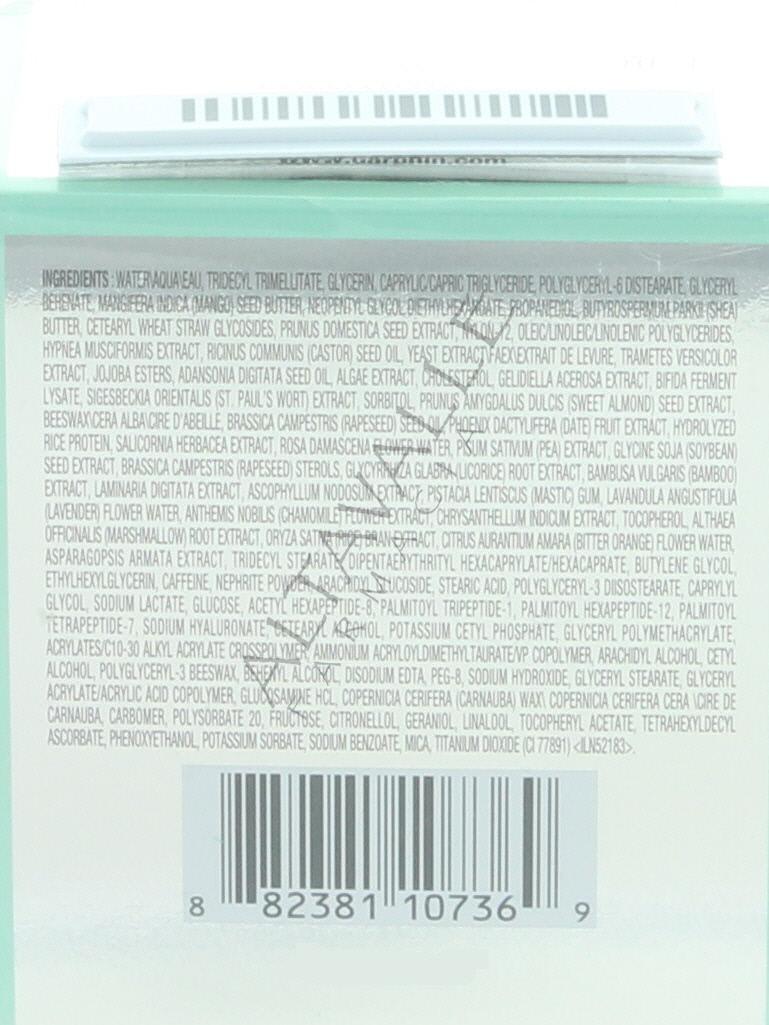 www.darphin.com
INGREDIENTS : WATER\AQUA\EAU, TRIDECYL TRIMELLITATE, GLYCERIN, CAPRYLIC/CAPRIC TRIGLYCERIDE, POLYGLYCERYL-6 DISTEARATE, GLYCERYL
BEHENATE, MANGIFERA INDICA (MANGO) SEED BUTTER, NEOPENTYL GLYCOL DIETHYLHEXANOATE, PROPANEDIOL, BUTYROSPERMUM PARKII (SHEA)
BUTTER, CETEARYL WHEAT STRAW GLYCOSIDES, PRUNUS DOMESTICA SEED EXTRACT, NYLON-12, OLEIC/LINOLEIC/LINOLENIC POLYGLYCERIDES,
HYPNEA MUSCIFORMIS EXTRACT, RICINUS COMMUNIS (CASTOR) SEED OIL, YEAST EXTRACT\FAEX\EXTRAIT DE LEVURE, TRAMETES VERSICOLOR
EXTRACT, JOJOBA ESTERS, ADANSONIA DIGITATA SEED OIL, ALGAE EXTRACT, CHOLESTEROL, GELIDIELLA ACEROSA EXTRACT, BIFIDA FERMENT
LYSATE, SIGESBECKIA ORIENTALIS (ST. PAUL'S WORT) EXTRACT, SORBITOL, PRUNUS AMYGDALUS DULCIS (SWEET ALMOND) SEED EXTRACT,
BEESWAX\CERA ALBA\CIRE D'ABEILLE, BRASSICA CAMPESTRIS (RAPESEED) SEED OIL, PHOENIX DACTYLIFERA (DATE) FRUIT EXTRACT, HYDROLYZED
RICE PROTEIN, SALICORNIA HERBACEA EXTRACT, ROSA DAMASCENA FLOWER WATER, PISUM SATIVUM (PEA) EXTRACT, GLYCINE SOJA (SOYBEAN)
SEED EXTRACT, BRASSICA CAMPESTRIS (RAPESEED) STEROLS, GLYCYRRHIZA GLABRA (LICORICE) ROOT EXTRACT, BAMBUSA VULGARIS (BAMBOO)
EXTRACT, LAMINARIA DIGITATA EXTRACT, ASCOPHYLLUM NODOSUM EXTRACT, PISTACIA LENTISCUS (MASTIC) GUM, LAVANDULA ANGUSTIFOLIA
(LAVENDER) FLOWER WATER, ANTHEMIS NOBILIS (CHAMOMILE) FLOWER EXTRACT, CHRYSANTHELLUM INDICUM EXTRACT, TOCOPHEROL, ALTHAEA
OFFICINALIS (MARSHMALLOW) ROOT EXTRACT, ORYZA SATIVA (RICE) BRAN EXTRACT, CITRUS AURANTIUM AMARA (BITTER ORANGE) FLOWER WATER,
ASPARAGOPSIS ARMATA EXTRACT, TRIDECYL STEARATE, DIPENTAERYTHRITYL HEXACAPRYLATE/HEXACAPRATE, BUTYLENE GLYCOL,
ETHYLHEXYLGLYCERIN, CAFFEINE, NEPHRITE POWDER, ARACHIDYL GLUCOSIDE, STEARIC ACID, POLYGLYCERYL-3 DIISOSTEARATE, CAPRYLYL
GLYCOL, SODIUM LACTATE, GLUCOSE, ACETYL HEXAPEPTIDE-8, PALMITOYL TRIPEPTIDE-1, PALMITOYL HEXAPEPTIDE-12, PALMITOYL
TETRAPEPTIDE-7, SODIUM HYALURONATE, CETEARYL ALCOHOL, POTASSIUM CETYL PHOSPHATE, GLYCERYL POLYMETHACRYLATE,
ACRYLATES/C10-30 ALKYL ACRYLATE CROSSPOLYMER, AMMONIUM ACRYLOYLDIMETHYLTAURATE/VP COPOLYMER, ARACHIDYL ALCOHOL, CETYL
ALCOHOL, POLYGLYCERYL-3 BEESWAX, BEHENYL ALCOHOL, DISODIUM EDTA, PEG-8, SODIUM HYDROXIDE, GLYCERYL STEARATE, GLYCERYL
ACRYLATE/ACRYLIC ACID COPOLYMER, GLUCOSAMINE HCL, COPERNICIA CERIFERA (CARNAUBA) WAX\ COPERNICIA CERIFERA CERA \CIRE DE
CARNAUBA, CARBOMER, POLYSORBATE 20, FRUCTOSE, CITRONELLOL, GERANIOL, LINALOOL, TOCOPHERYL ACETATE, TETRAHEXYLDECYL
ASCORBATE, PHENOXYETHANOL, POTASSIUM SORBATE, SODIUM BENZOATE, MICA, TITANIUM DIOXIDE (CI 77891) <ILN52183>.
ALTAVALLE
FARMACIA
8 82381 10736 9